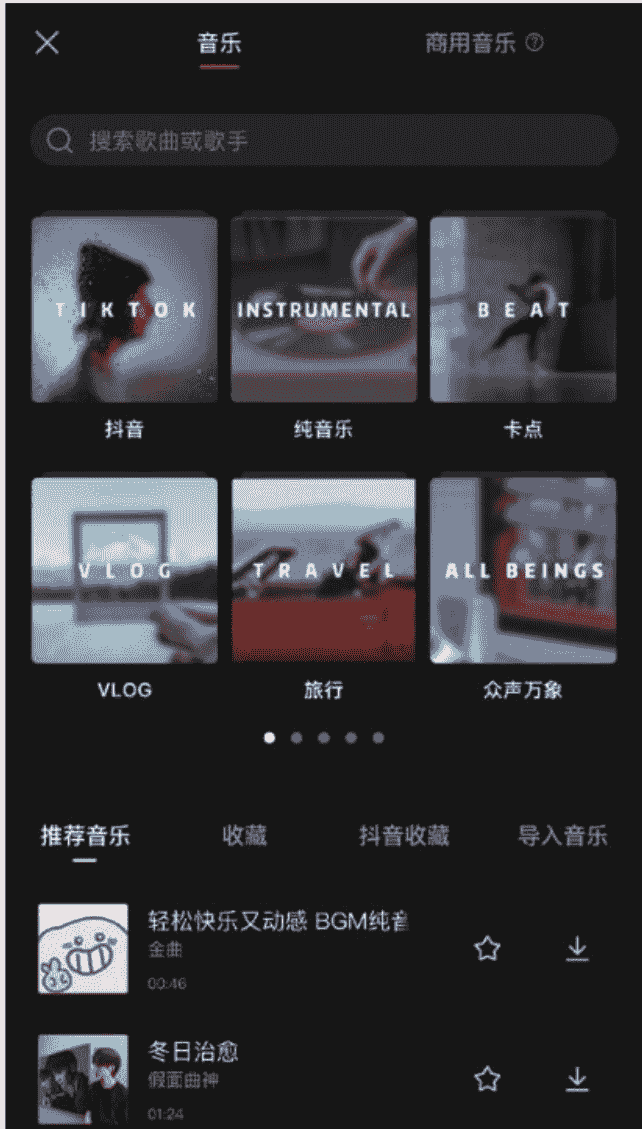 音乐
商用音乐 ?
搜索歌曲或歌手
TIKTOK
INSTRUMENTAL
BEAT
抖音
纯音乐
卡点
VLOG
TRAVEL
ALL BEINGS
VLOG
旅行
众声万象
推荐音乐
收藏
抖音收藏
导入音乐
轻松快乐又动感 BGM纯音
金曲
00:46
冬日治愈
假面曲神
01:24